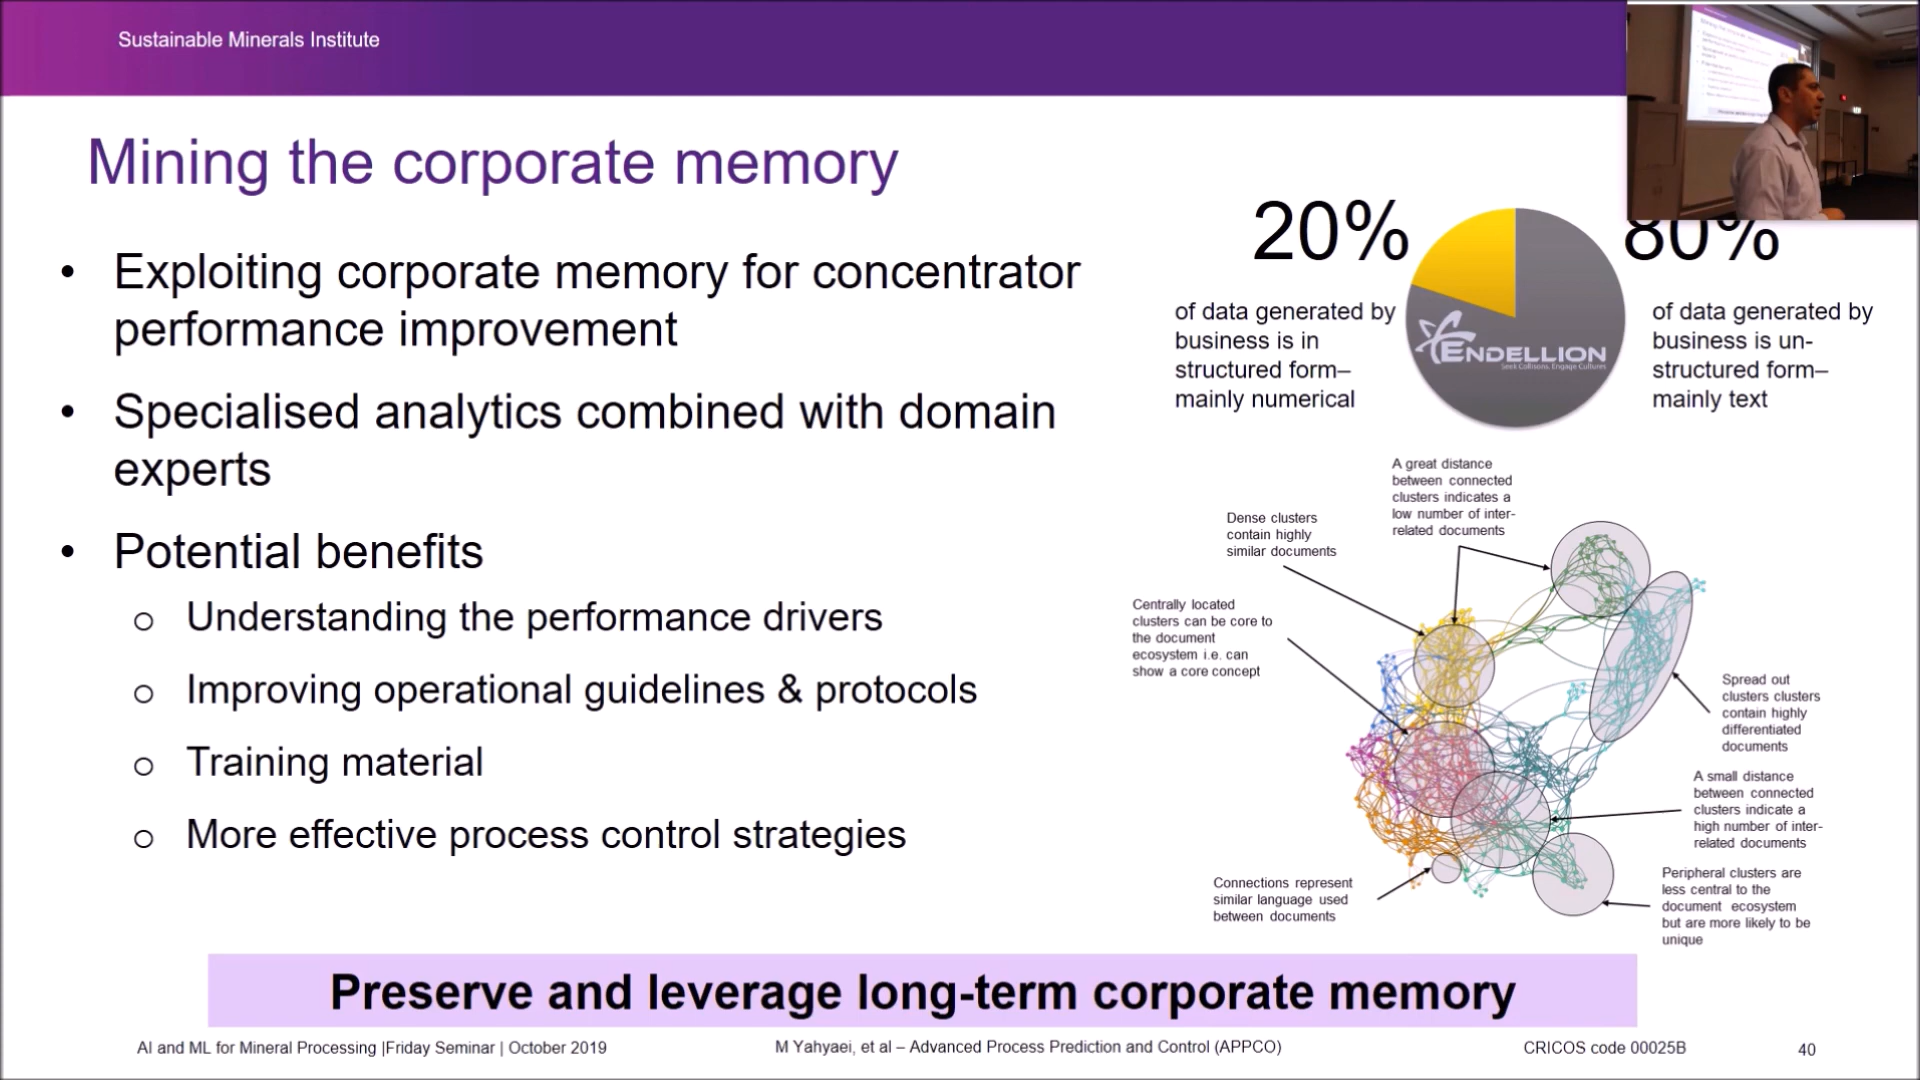 Sustainable Minerals Institute
Mining the corporate memory
• Exploiting corporate memory for concentrator
performance improvement
• Specialised analytics combined with domain
experts
• Potential benefits
o Understanding the performance drivers
o Improving operational guidelines & protocols
o Training material
o More effective process control strategies
20%
of data generated by
business is in
structured form–
mainly numerical
ENDELLION
Seek Collisions, Engage Cultures
80%
of data generated by
business is un-
structured form–
mainly text
A great distance
between connected
clusters indicates a
low number of inter-
related documents
Dense clusters
contain highly
similar documents
Centrally located
clusters can be core to
the document
ecosystem i.e. can
show a core concept
Spread out
clusters clusters
contain highly
differentiated
documents
A small distance
between connected
clusters indicate a
high number of inter-
related documents
Peripheral clusters are
less central to the
document ecosystem
but are more likely to be
unique
Connections represent
similar language used
between documents
Preserve and leverage long-term corporate memory
AI and ML for Mineral Processing |Friday Seminar | October 2019
M Yahyaei, et al – Advanced Process Prediction and Control (APPCO)
CRICOS code 00025B
40